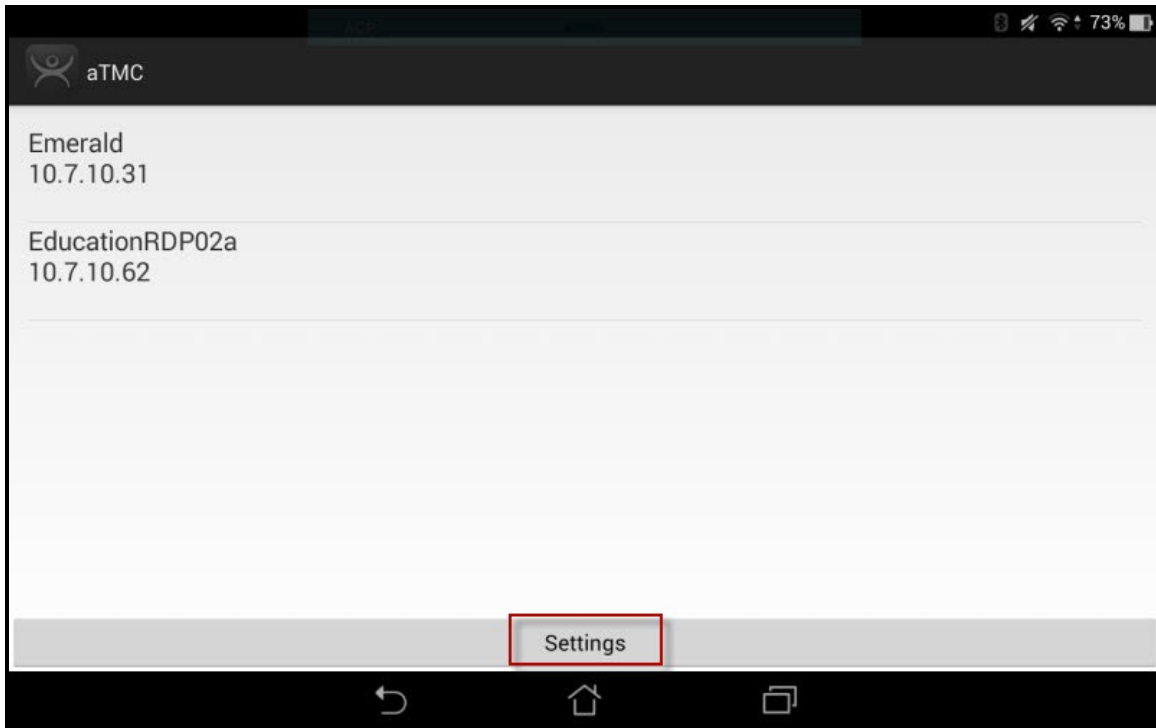 73%
aTMC
Emerald
10.7.10.31
EducationRDP02a
10.7.10.62
Settings